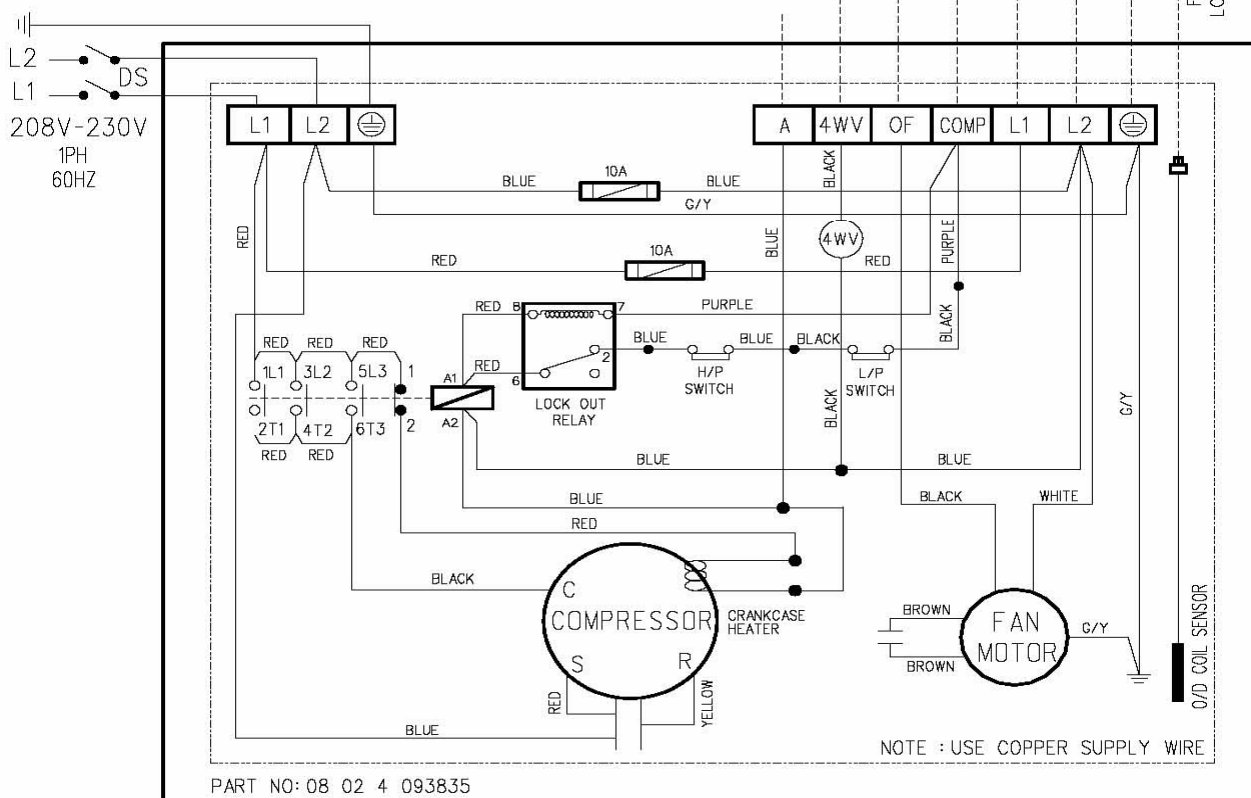 F
LO
L2
DS
L1
208V-230V
1PH
60HZ
L1 L2
A 4WV OF COMP L1 L2
BLUE 10A BLUE
G/Y
BLACK
RED
4WV
BLUE
PURPLE
RED 10A RED
RED 8 7 PURPLE
BLACK
RED RED RED
1L1 3L2 5L3 1
RED 6 2
BLUE BLUE BLACK
H/P
SWITCH
L/P
SWITCH
A1
A2
LOCK OUT
RELAY
2T1 4T2 6T3 2
RED RED
BLACK
G/Y
BLUE BLUE
BLUE
BLACK WHITE
RED
BLACK
C
COMPRESSOR
S R
CRANKCASE
HEATER
BROWN
BROWN
FAN
MOTOR
G/Y
O/D COIL SENSOR
RED
YELLOW
BLUE
NOTE : USE COPPER SUPPLY WIRE
PART NO: 08 02 4 093835